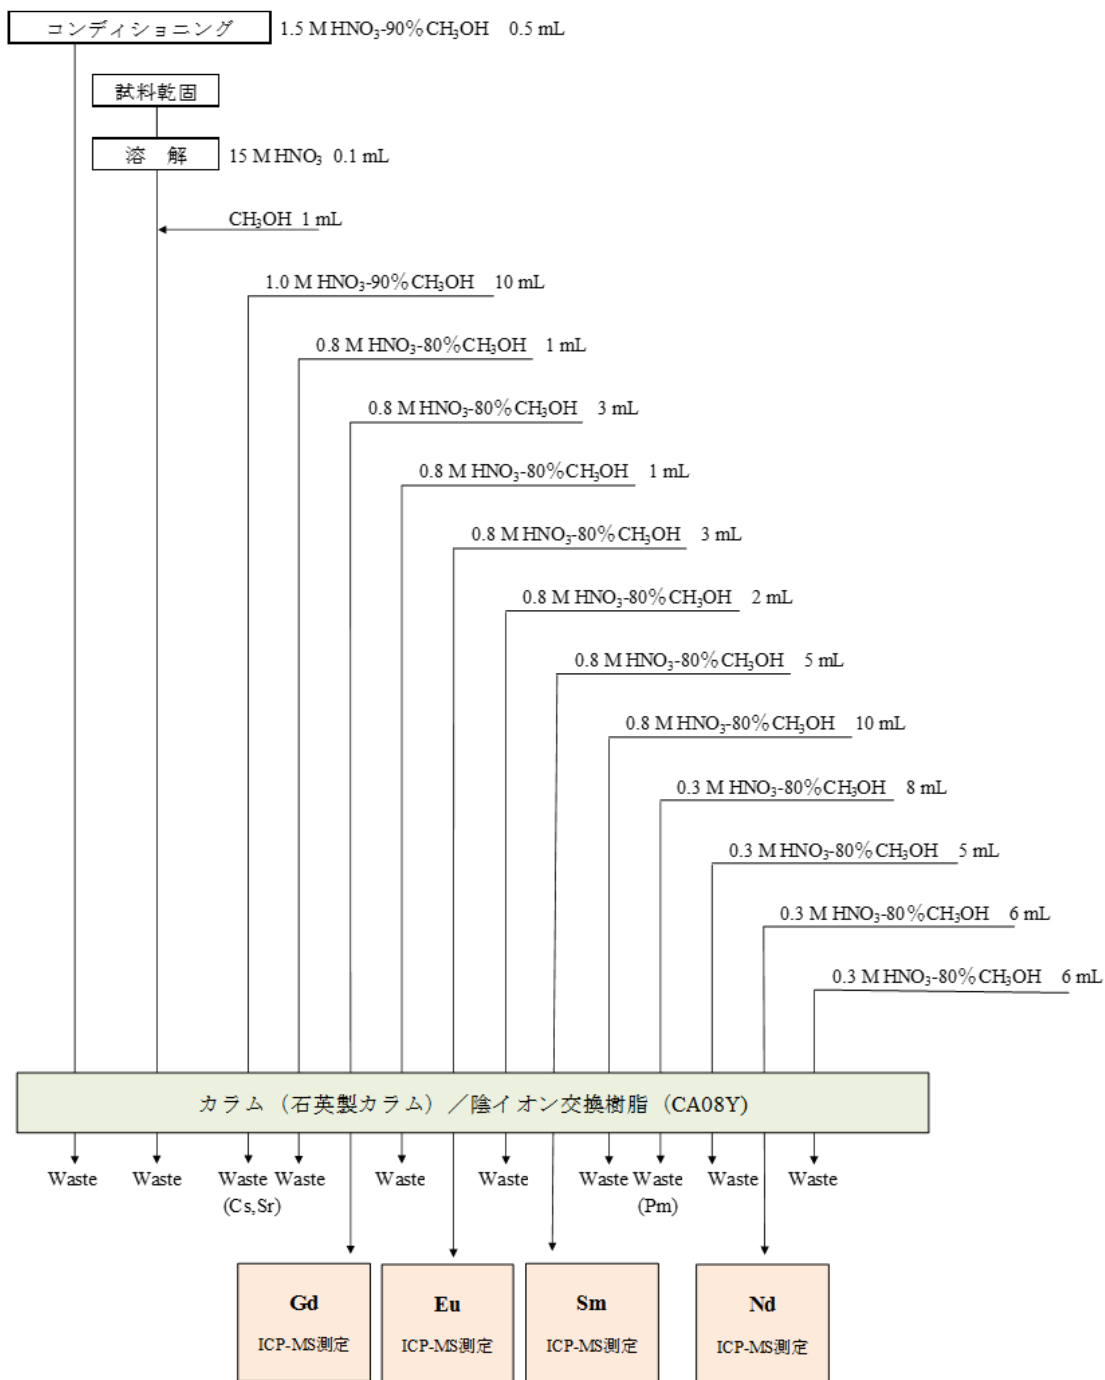 コンディショニング 1.5 M HNO₃-90%CH₃OH 0.5 mL
試料乾固
溶 解 15 M HNO₃ 0.1 mL
CH₃OH 1 mL
1.0 M HNO₃-90%CH₃OH 10 mL
0.8 M HNO₃-80%CH₃OH 1 mL
0.8 M HNO₃-80%CH₃OH 3 mL
0.8 M HNO₃-80%CH₃OH 1 mL
0.8 M HNO₃-80%CH₃OH 3 mL
0.8 M HNO₃-80%CH₃OH 2 mL
0.8 M HNO₃-80%CH₃OH 5 mL
0.8 M HNO₃-80%CH₃OH 10 mL
0.3 M HNO₃-80%CH₃OH 8 mL
0.3 M HNO₃-80%CH₃OH 5 mL
0.3 M HNO₃-80%CH₃OH 6 mL
0.3 M HNO₃-80%CH₃OH 6 mL
カラム（石英製カラム）／陰イオン交換樹脂（CA08Y)
Waste Waste Waste Waste Waste Waste Waste Waste Waste Waste
(Cs,Sr) (Pm)
Gd Eu Sm Nd
ICP-MS測定 ICP-MS測定 ICP-MS測定 ICP-MS測定